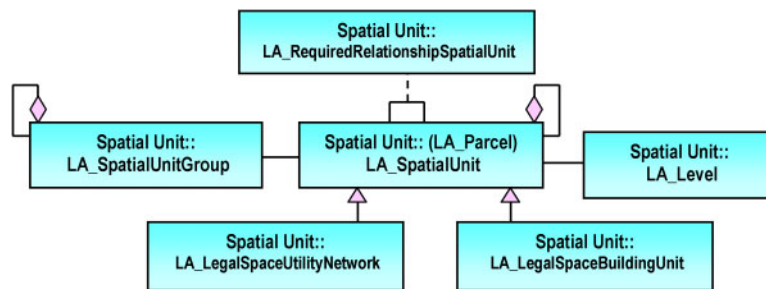 Spatial Unit::
LA_RequiredRelationshipSpatialUnit
Spatial Unit::
LA_SpatialUnitGroup
Spatial Unit:: (LA_Parcel)
LA_SpatialUnit
Spatial Unit::
LA_Level
Spatial Unit::
LA_LegalSpaceUtilityNetwork
Spatial Unit::
LA_LegalSpaceBuildingUnit